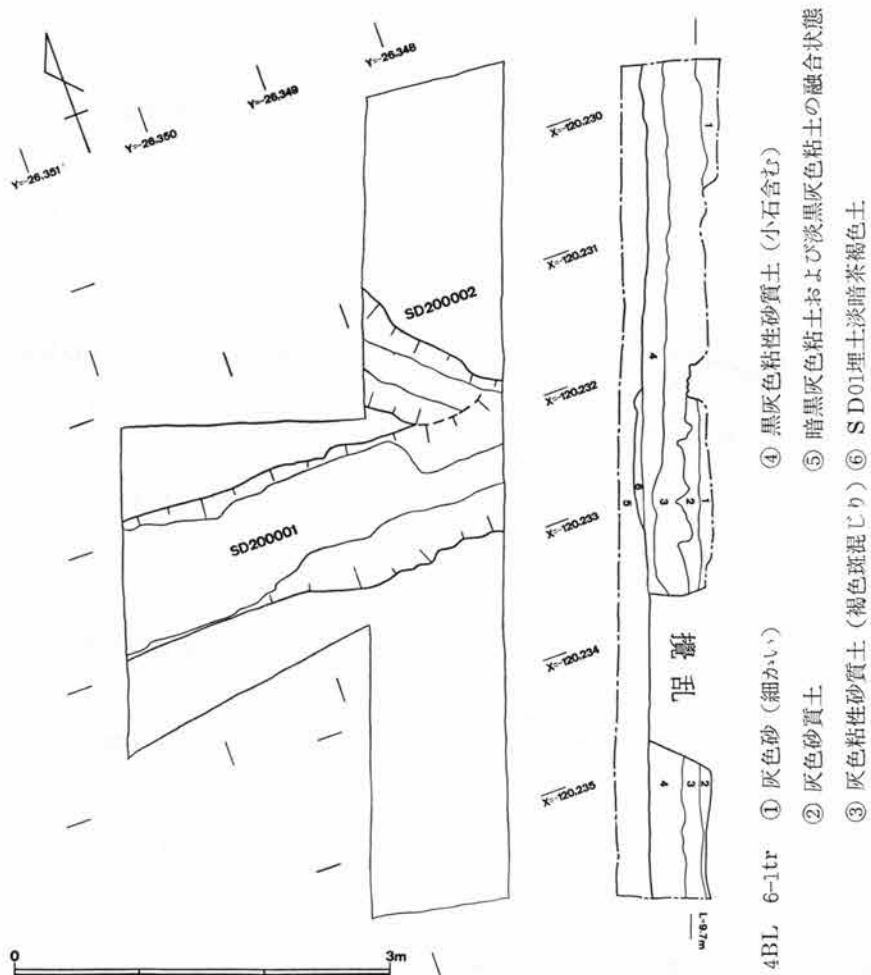 Y=-26.351
Y=-26.350
Y=-26.349
Y=-26.348
X=-120.230
X=-120.231
X=-120.232
X=-120.233
X=-120.234
X=-120.235
SD200002
SD200001
1
4
6
5
3
2
1
攪乱
4
3
2
L=9.7m
0
3m
4BL 6-1tr ① 灰色砂（細かい）
② 灰色砂質土
③ 灰色粘性砂質土（褐色斑混じり）
④ 黒灰色粘性砂質土（小石含む）
⑤ 暗黒灰色粘土および淡黒灰色粘土の融合状態
⑥ SD01埋土淡暗茶褐色土